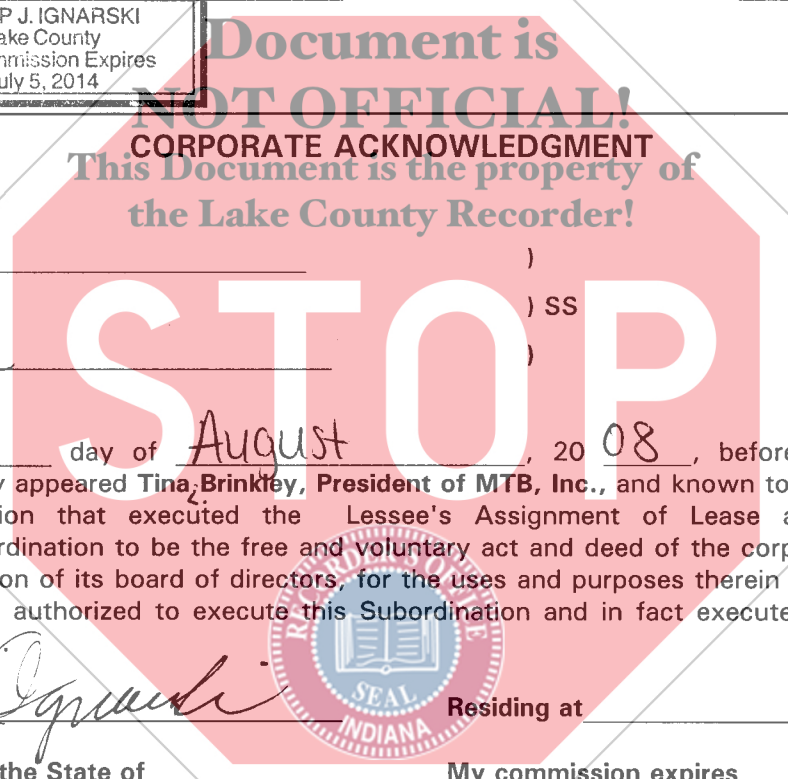 P J. IGNARSKI
ake County
mmission Expires
uly 5, 2014
Document is
NOT OFFICIAL!
CORPORATE ACKNOWLEDGMENT
This Document is the property of
the Lake County Recorder!
)
) SS
)
STOP
day of August, 20 08, before
y appeared Tina Brinkley, President of MTB, Inc., and known to
ion that executed the Lessee's Assignment of Lease a
rdination to be the free and voluntary act and deed of the corp
on of its board of directors, for the uses and purposes therein
authorized to execute this Subordination and in fact execute
RECORDER'S OFFICE
SEAL
INDIANA
Ignarski
Residing at
the State of
My commission expires